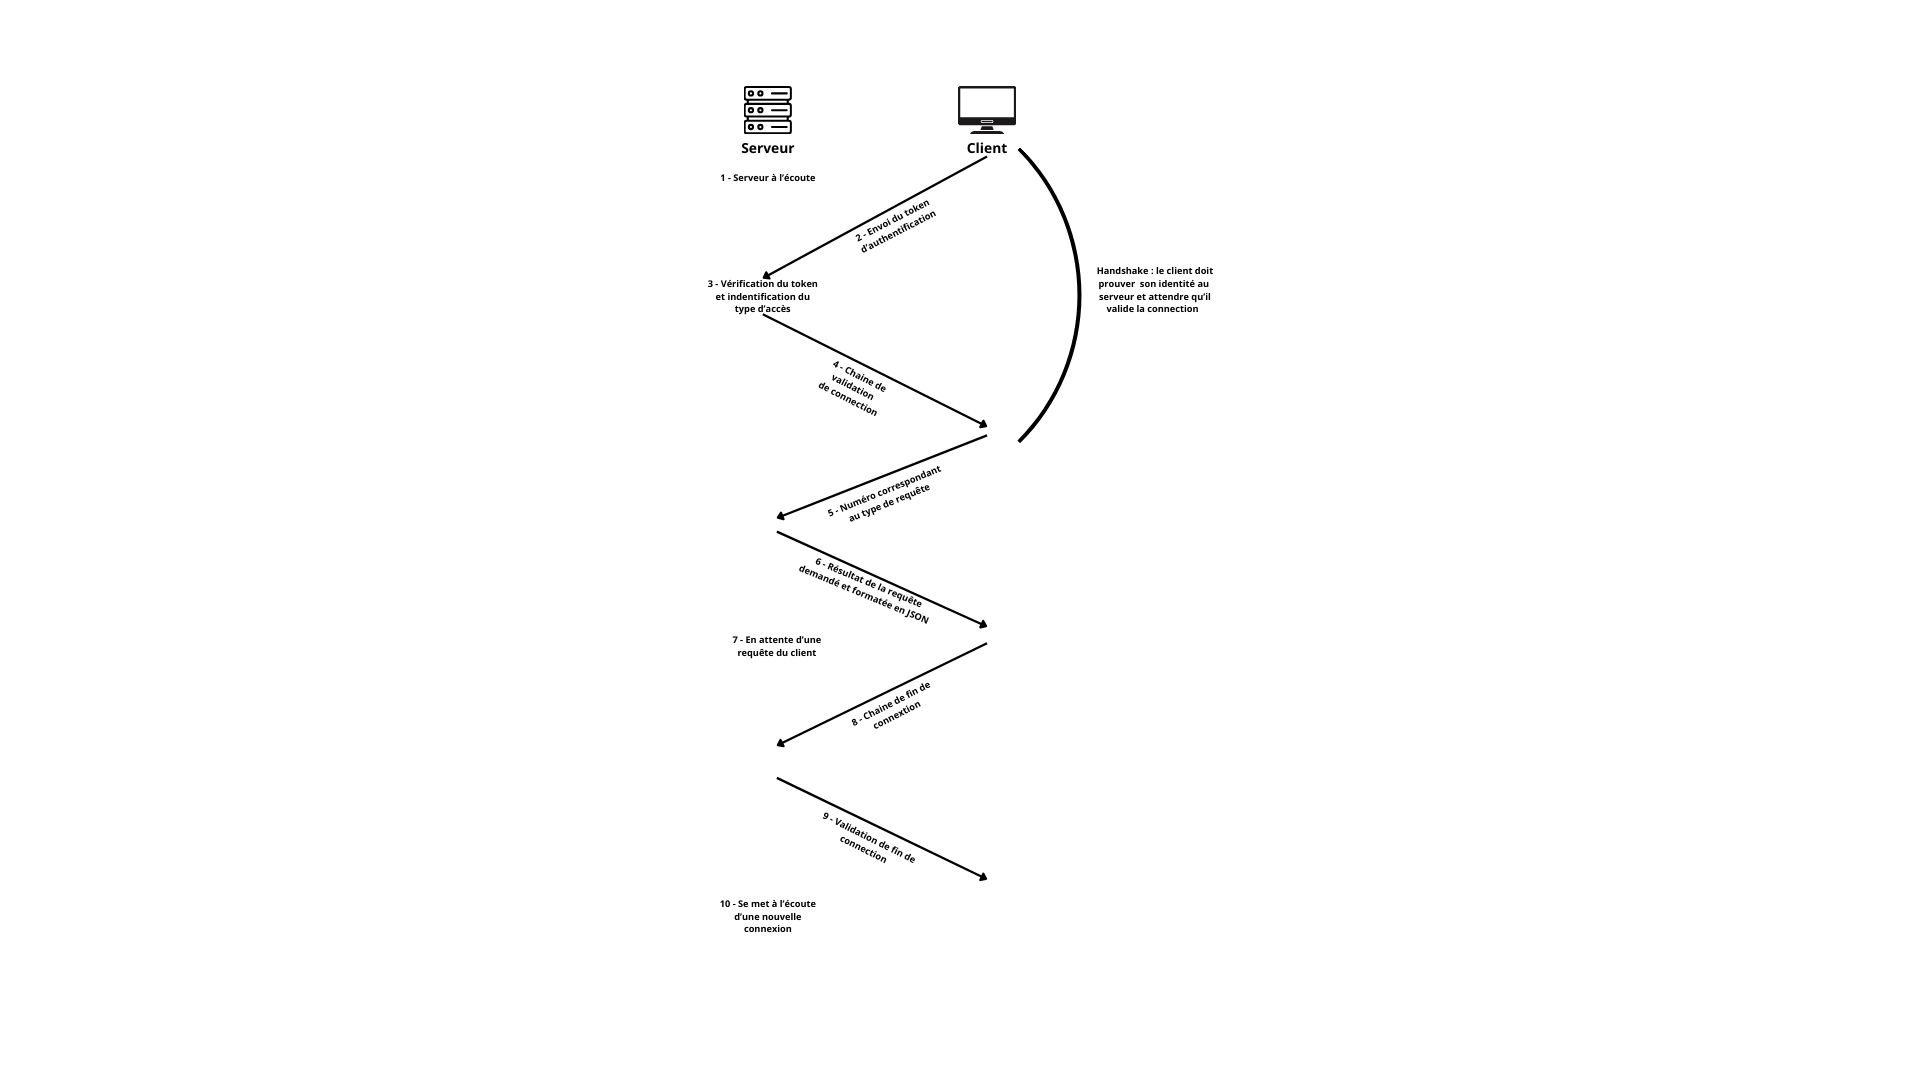 Serveur
Client
1 - Serveur à l’écoute
2 - Envoi du token
d’authentification
3 - Vérification du token
et indentification du
type d’accès
Handshake : le client doit
prouver  son identité au
serveur et attendre qu’il
valide la connection
4 - Chaine de
validation
de connection
5 - Numéro correspondant
au type de requête
6 - Résultat de la requête
demandé et formatée en JSON
7 - En attente d’une
requête du client
8 - Chaine de fin de
connextion
9 - Validation de fin de
connection
10 - Se met à l’écoute
d’une nouvelle
connexion